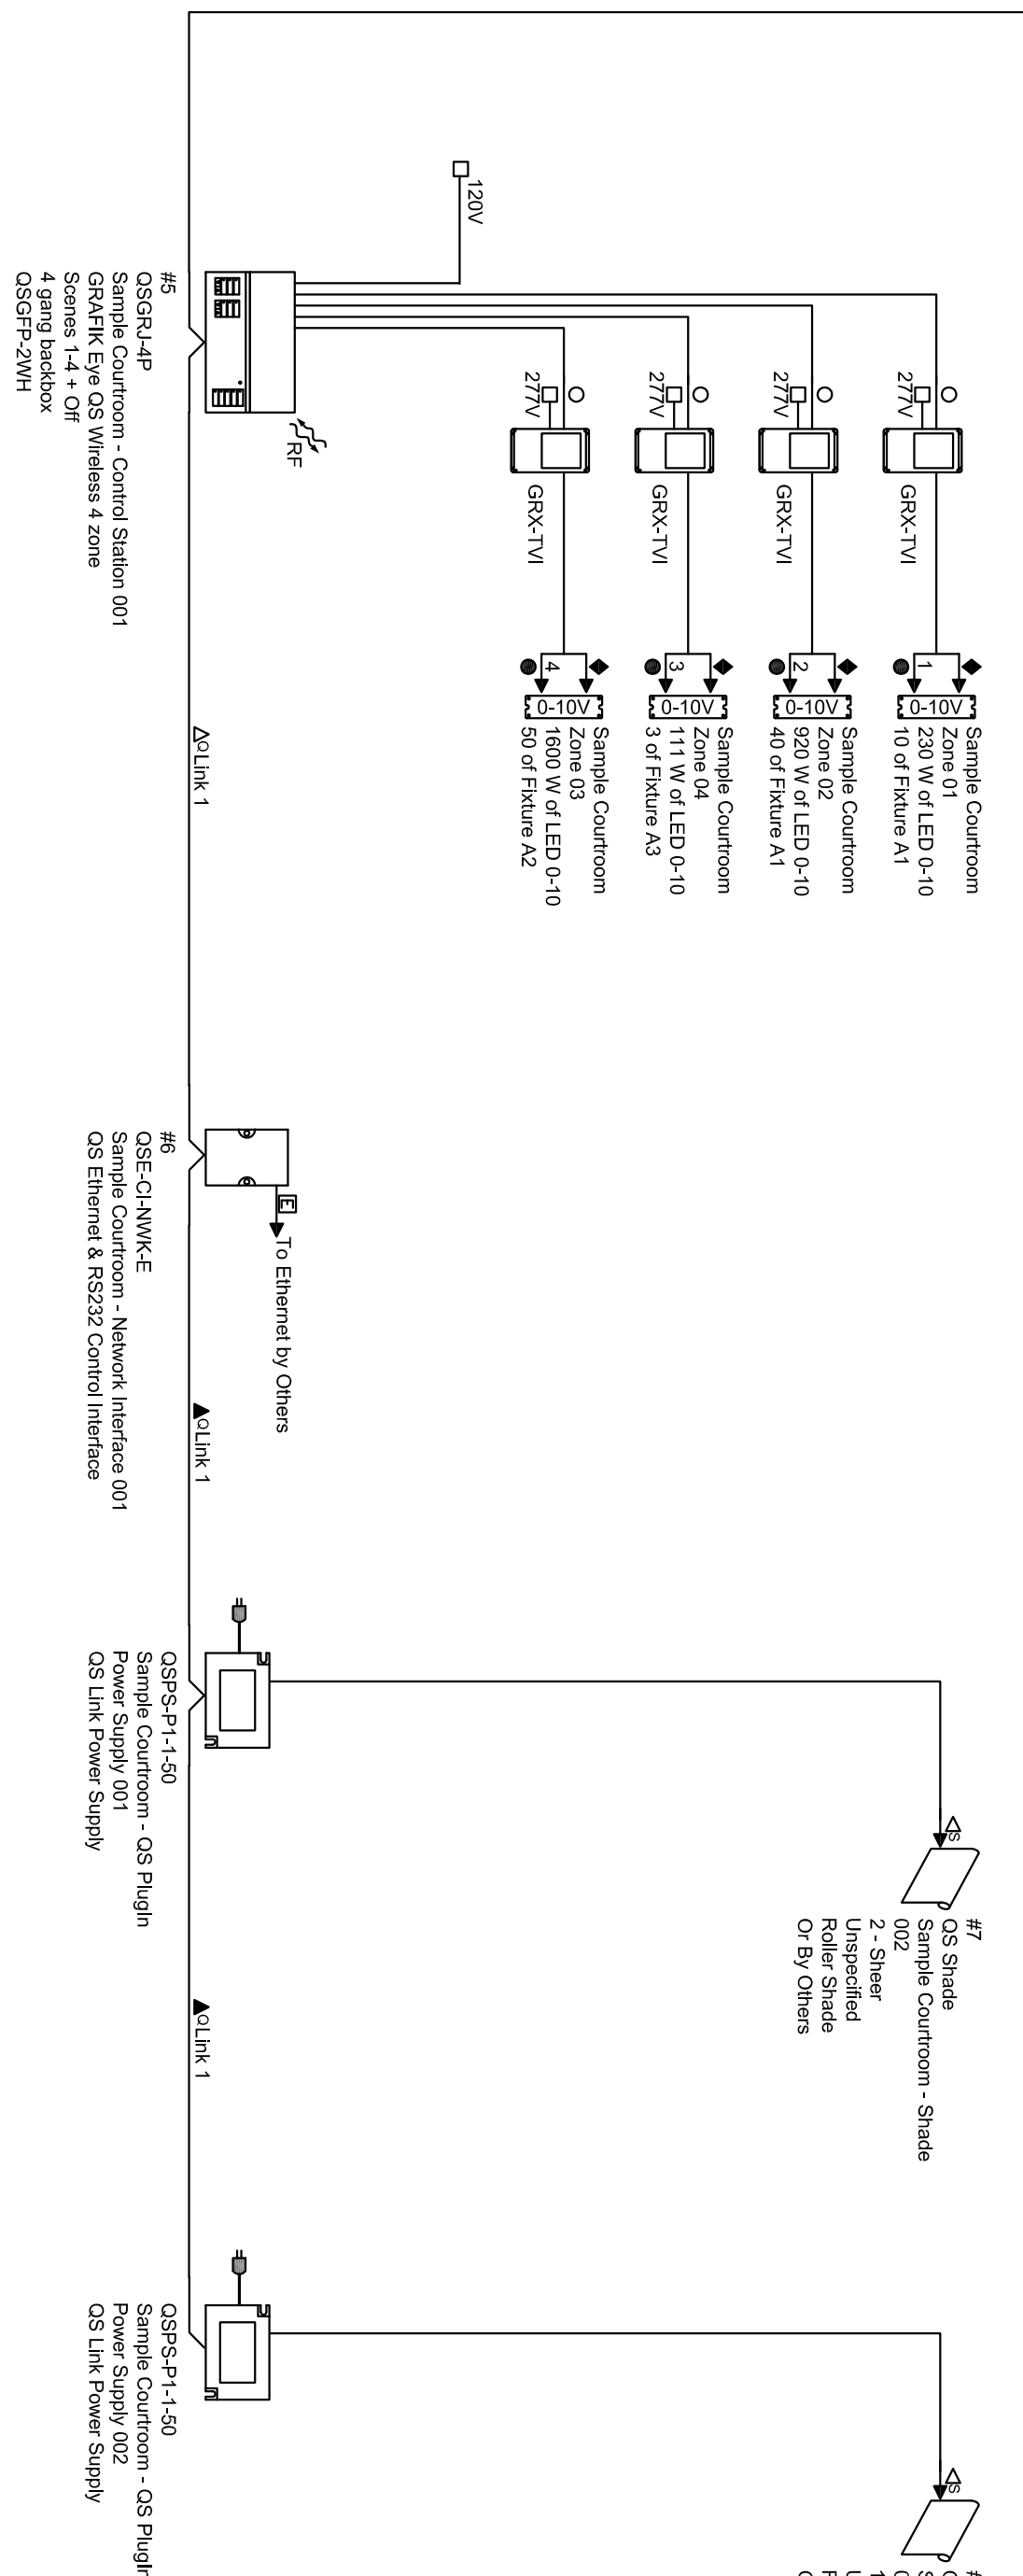 120V
277V
GRX-TVI
1
0-10V
Sample Courtroom
Zone 01
230 W of LED 0-10
10 of Fixture A1
277V
GRX-TVI
2
0-10V
Sample Courtroom
Zone 02
920 W of LED 0-10
40 of Fixture A1
277V
GRX-TVI
3
0-10V
Sample Courtroom
Zone 04
111 W of LED 0-10
3 of Fixture A3
277V
GRX-TVI
4
0-10V
Sample Courtroom
Zone 03
1600 W of LED 0-10
50 of Fixture A2
RF
#5
QSGRJ-4P
Sample Courtroom - Control Station 001
GRAFIK Eye QS Wireless 4 zone
Scenes 1-4 + Off
4 gang backbox
QSGFP-2WH
Q Link 1
E
To Ethernet by Others
#6
QSE-CI-NWK-E
Sample Courtroom - Network Interface 001
QS Ethernet & RS232 Control Interface
Q Link 1
QSPS-P1-1-50
Sample Courtroom - QS PlugIn
Power Supply 001
QS Link Power Supply
S
#7
QS Shade
Sample Courtroom - Shade
002
2 - Sheer
Unspecified
Roller Shade
Or By Others
Q Link 1
QSPS-P1-1-50
Sample Courtroom - QS PlugIn
Power Supply 002
QS Link Power Supply
S